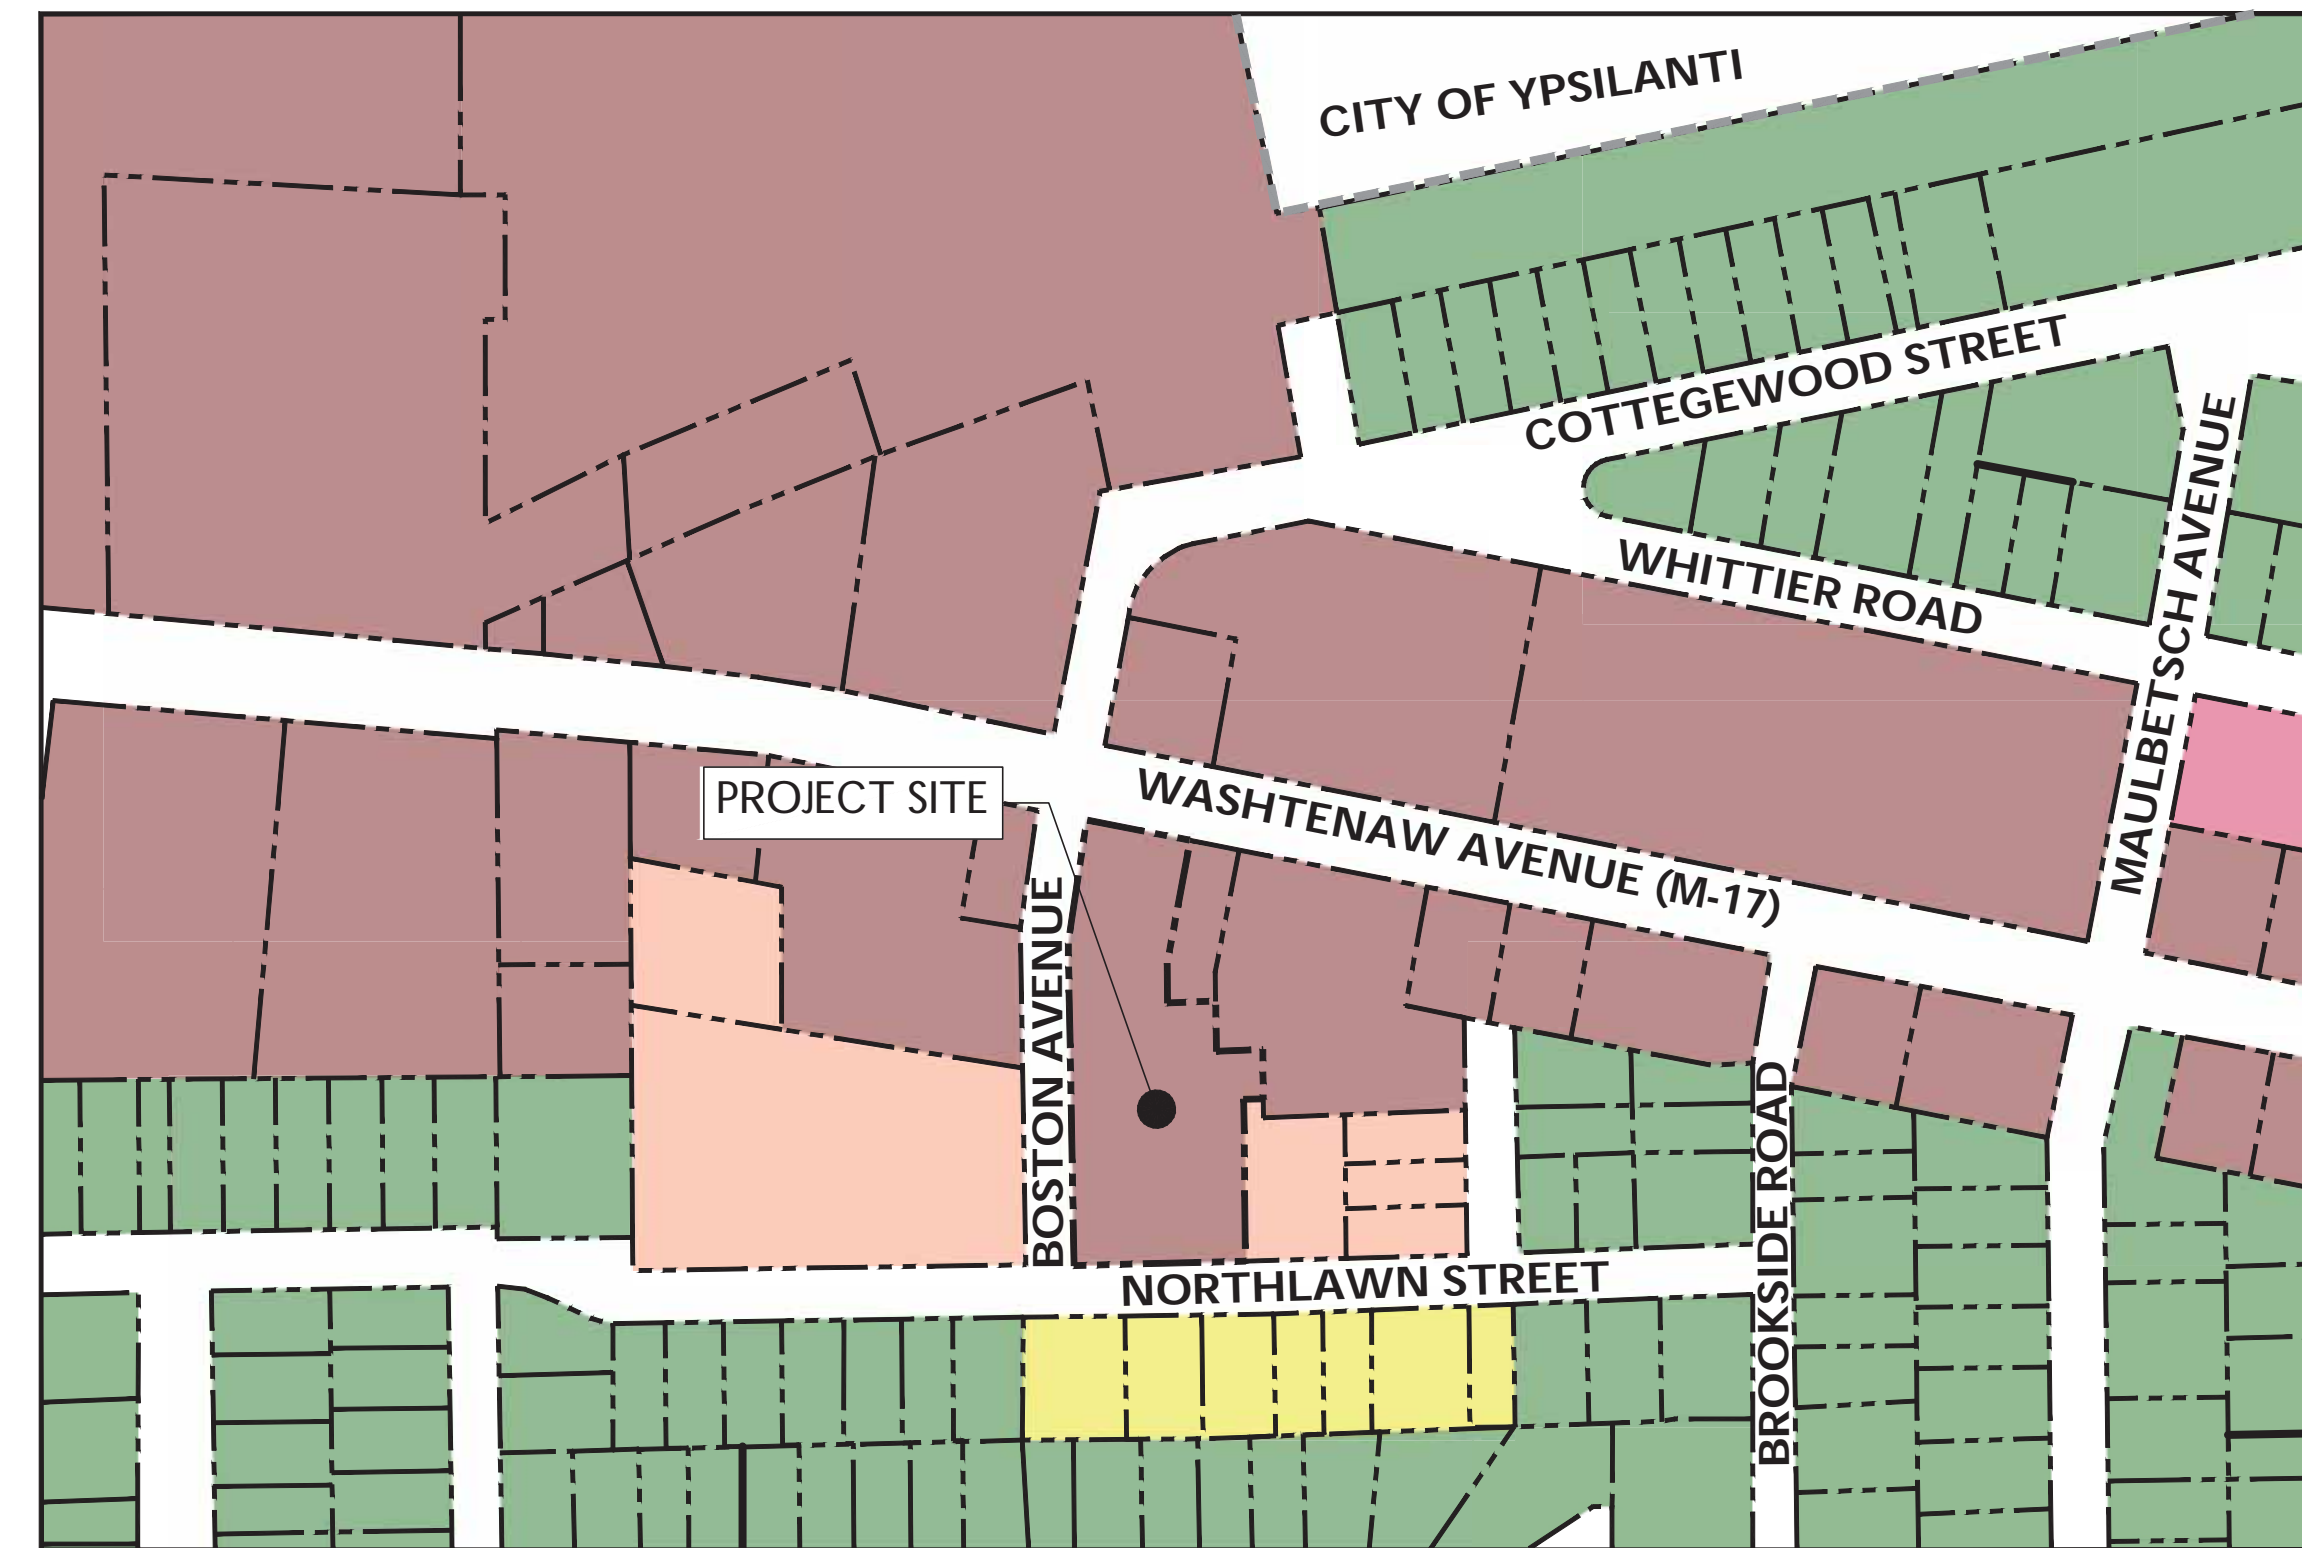 CITY OF YPSILANTI
COTTEGEWOOD STREET
WHITTIER ROAD
MAULBETSCH AVENUE
PROJECT SITE
WASHTENAW AVENUE (M-17)
BOSTON AVENUE
BROOKSIDE ROAD
NORTHLAWN STREET